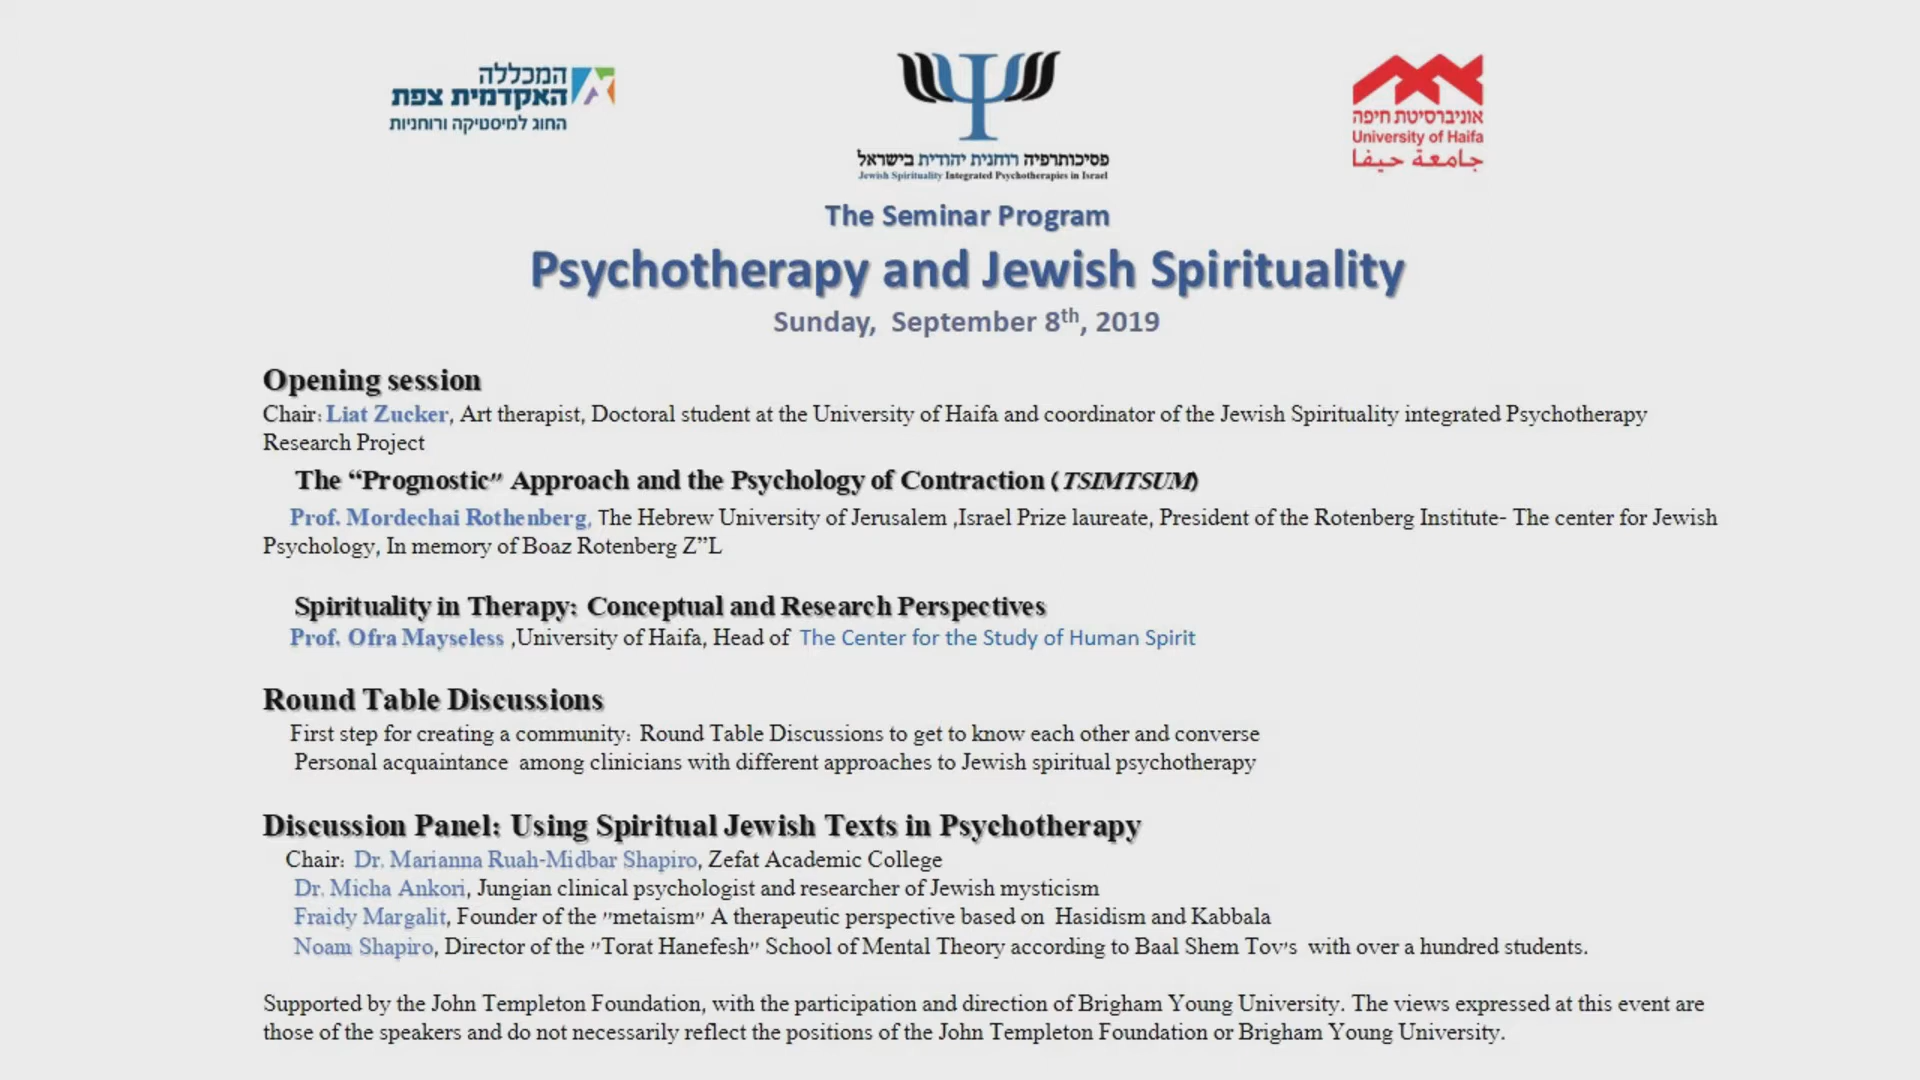 המכללה
האקדמית צפת
החוג למיסטיקה ורוחניות
פסיכותרפיה רוחנית יהודית בישראל
Jewish Spirituality Integrated Psychotherapies in Israel
אוניברסיטת חיפה
University of Haifa
جامعة حيفا
The Seminar Program
Psychotherapy and Jewish Spirituality
Sunday, September 8th, 2019
Opening session
Chair: Liat Zucker, Art therapist, Doctoral student at the University of Haifa and coordinator of the Jewish Spirituality integrated Psychotherapy
Research Project
The “Prognostic” Approach and the Psychology of Contraction (TSIMTSUM)
Prof. Mordechai Rothenberg, The Hebrew University of Jerusalem ,Israel Prize laureate, President of the Rotenberg Institute- The center for Jewish
Psychology, In memory of Boaz Rotenberg Z”L
Spirituality in Therapy: Conceptual and Research Perspectives
Prof. Ofra Mayseless ,University of Haifa, Head of The Center for the Study of Human Spirit
Round Table Discussions
First step for creating a community: Round Table Discussions to get to know each other and converse
Personal acquaintance among clinicians with different approaches to Jewish spiritual psychotherapy
Discussion Panel: Using Spiritual Jewish Texts in Psychotherapy
Chair: Dr. Marianna Ruah-Midbar Shapiro, Zefat Academic College
Dr. Micha Ankori, Jungian clinical psychologist and researcher of Jewish mysticism
Fraidy Margalit, Founder of the "metaism" A therapeutic perspective based on Hasidism and Kabbala
Noam Shapiro, Director of the "Torat Hanefesh" School of Mental Theory according to Baal Shem Tov's with over a hundred students.
Supported by the John Templeton Foundation, with the participation and direction of Brigham Young University. The views expressed at this event are
those of the speakers and do not necessarily reflect the positions of the John Templeton Foundation or Brigham Young University.